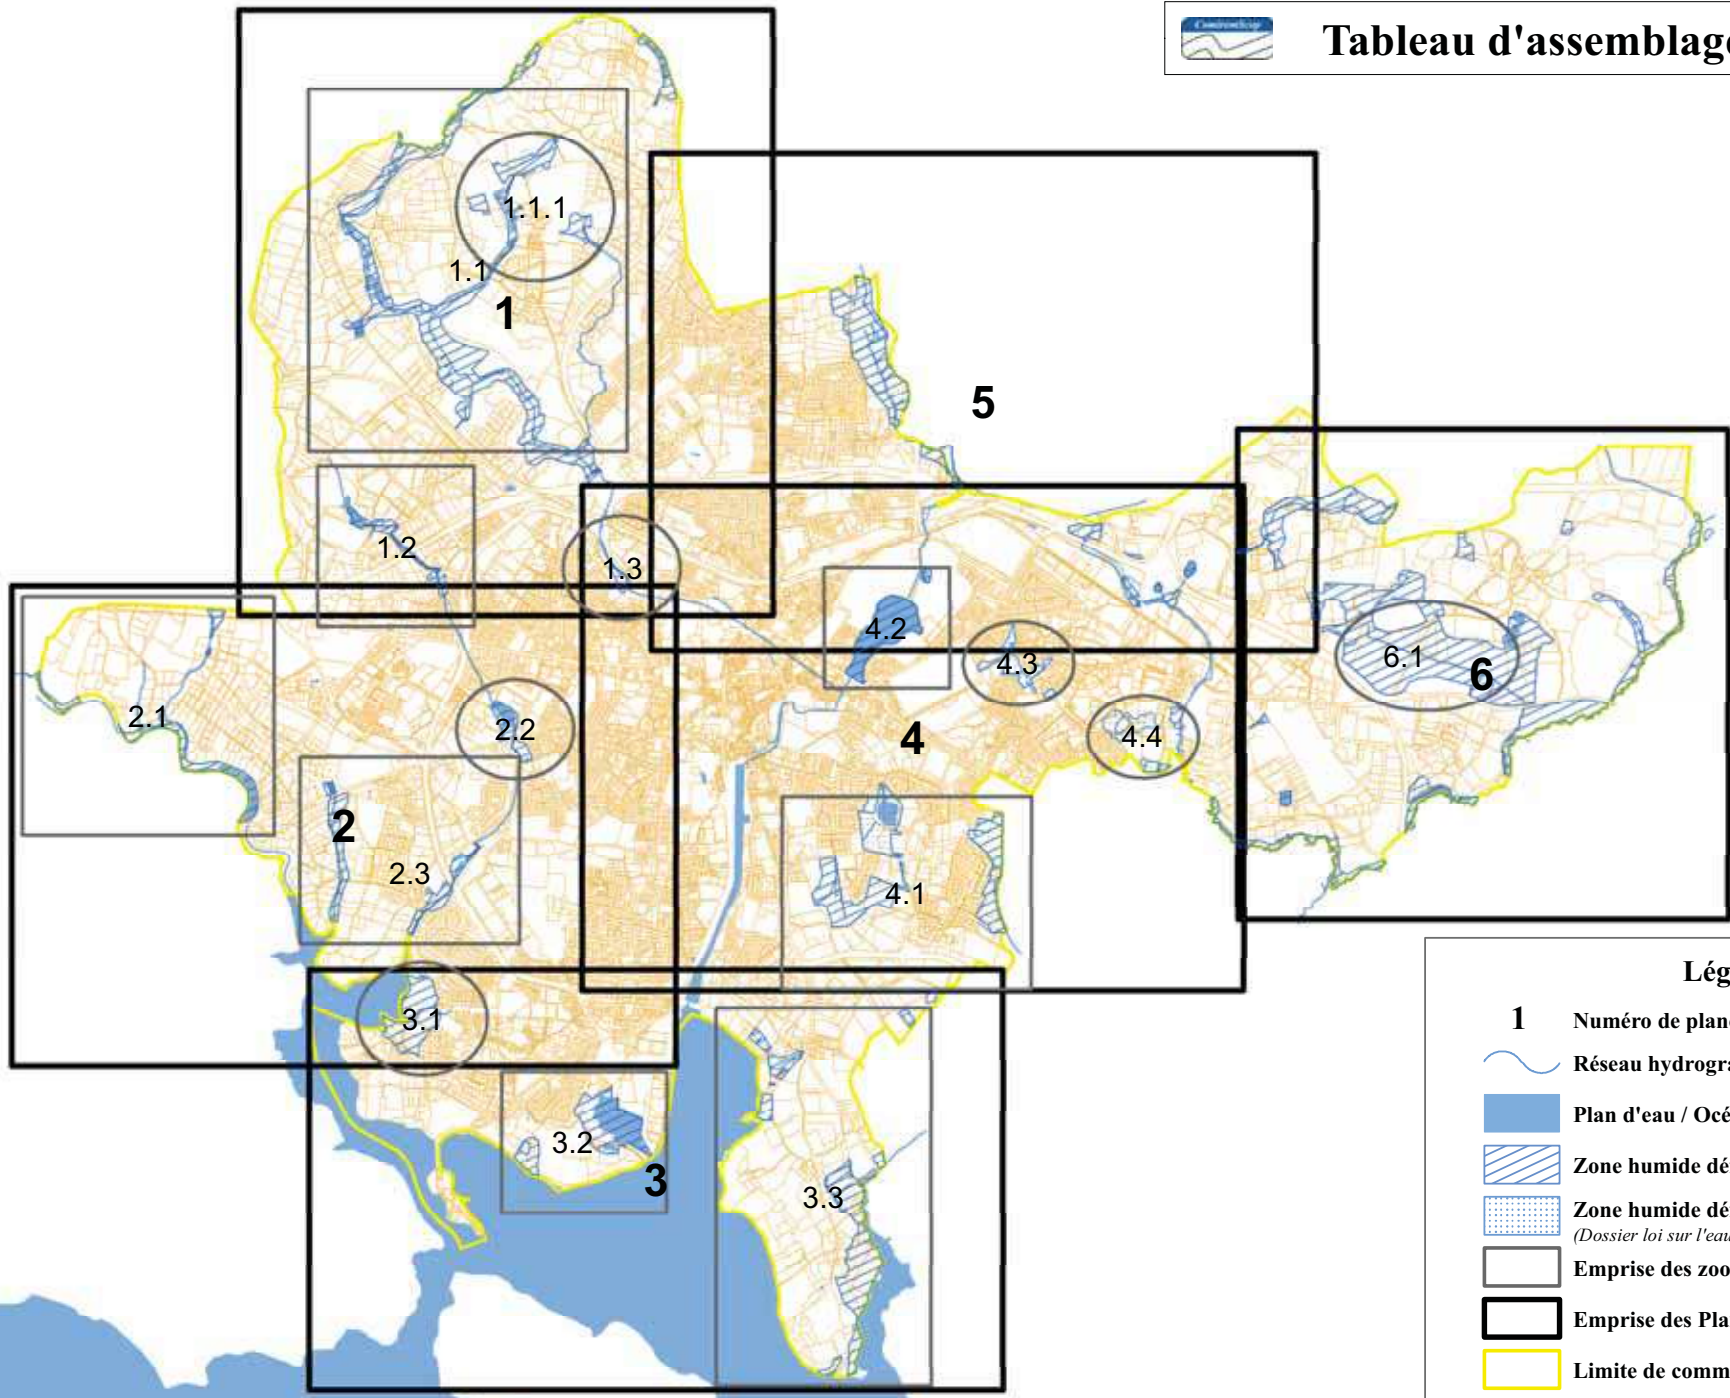 Tableau d'assemblage
1.1.1
1.1
1
5
1.2
1.3
4.2
4.3
6.1
6
2.1
2.2
4
4.4
2
2.3
4.1
3.1
3.2
3
3.3
Lég
1 Numéro de plan
Réseau hydrogra
Plan d'eau / Océ
Zone humide dé
Zone humide dé
(Dossier loi sur l'eau
Emprise des zoo
Emprise des Pla
Limite de comm